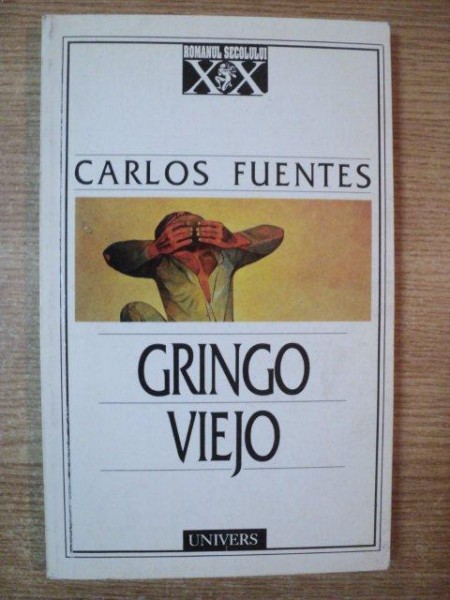 ROMANUL SECOLULUI
XX
CARLOS FUENTES
GRINGO
VIEJO
UNIVERS